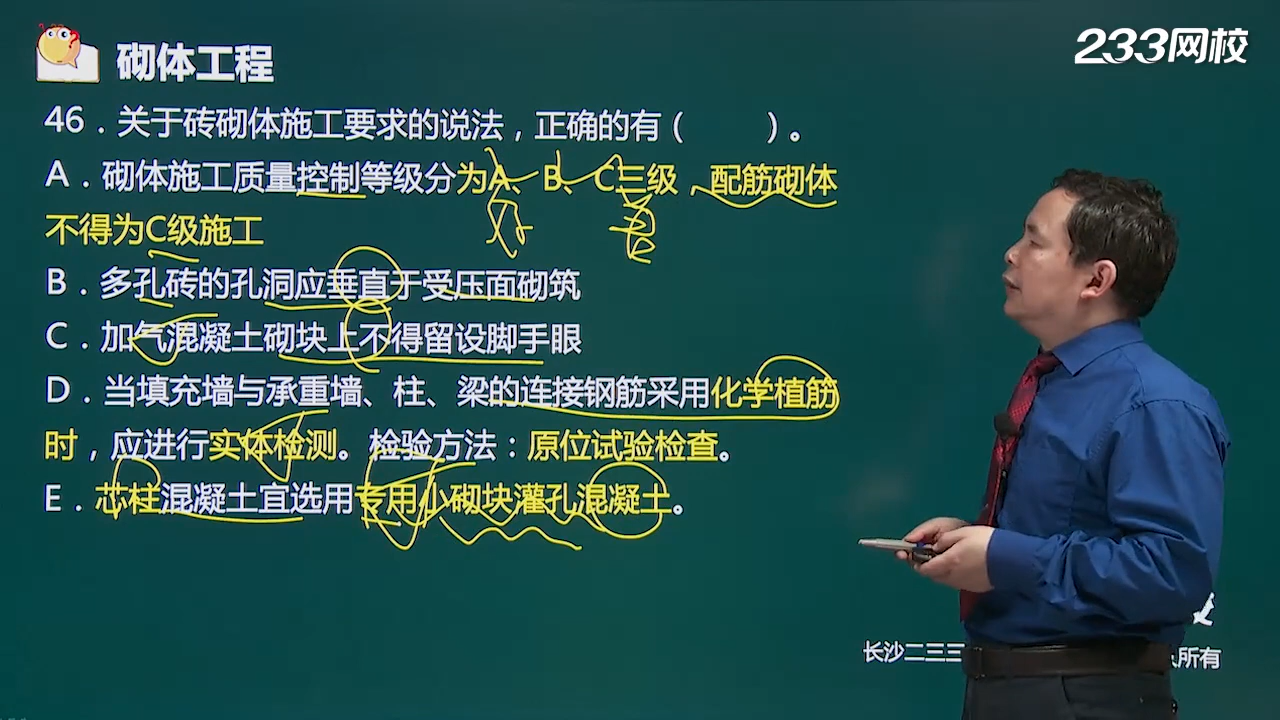 233网校
砌体工程
46．关于砖砌体施工要求的说法，正确的有（　　）。
A．砌体施工质量控制等级分为A、B、C三级，配筋砌体
不得为C级施工
B．多孔砖的孔洞应垂直于受压面砌筑
C．加气混凝土砌块上不得留设脚手眼
D．当填充墙与承重墙、柱、梁的连接钢筋采用化学植筋
时，应进行实体检测。检验方法：原位试验检查。
E．芯柱混凝土宜选用专用小砌块灌孔混凝土。
长沙二三三
所有